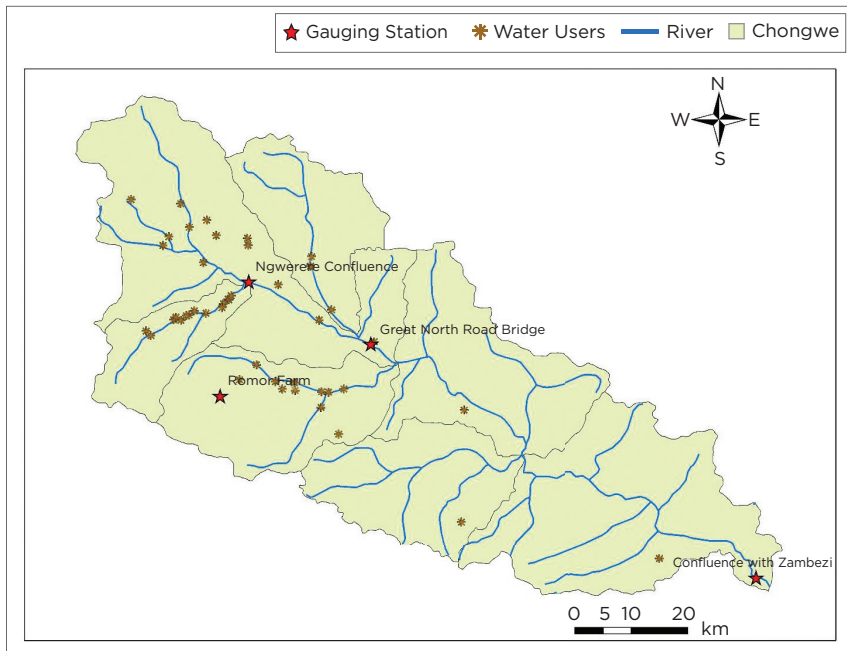 Gauging Station Water Users River Chongwe
N
W E
S
Ngwerere Confluence
Great North Road Bridge
Romor Farm
Confluence with Zambezi
0 5 10 20
km